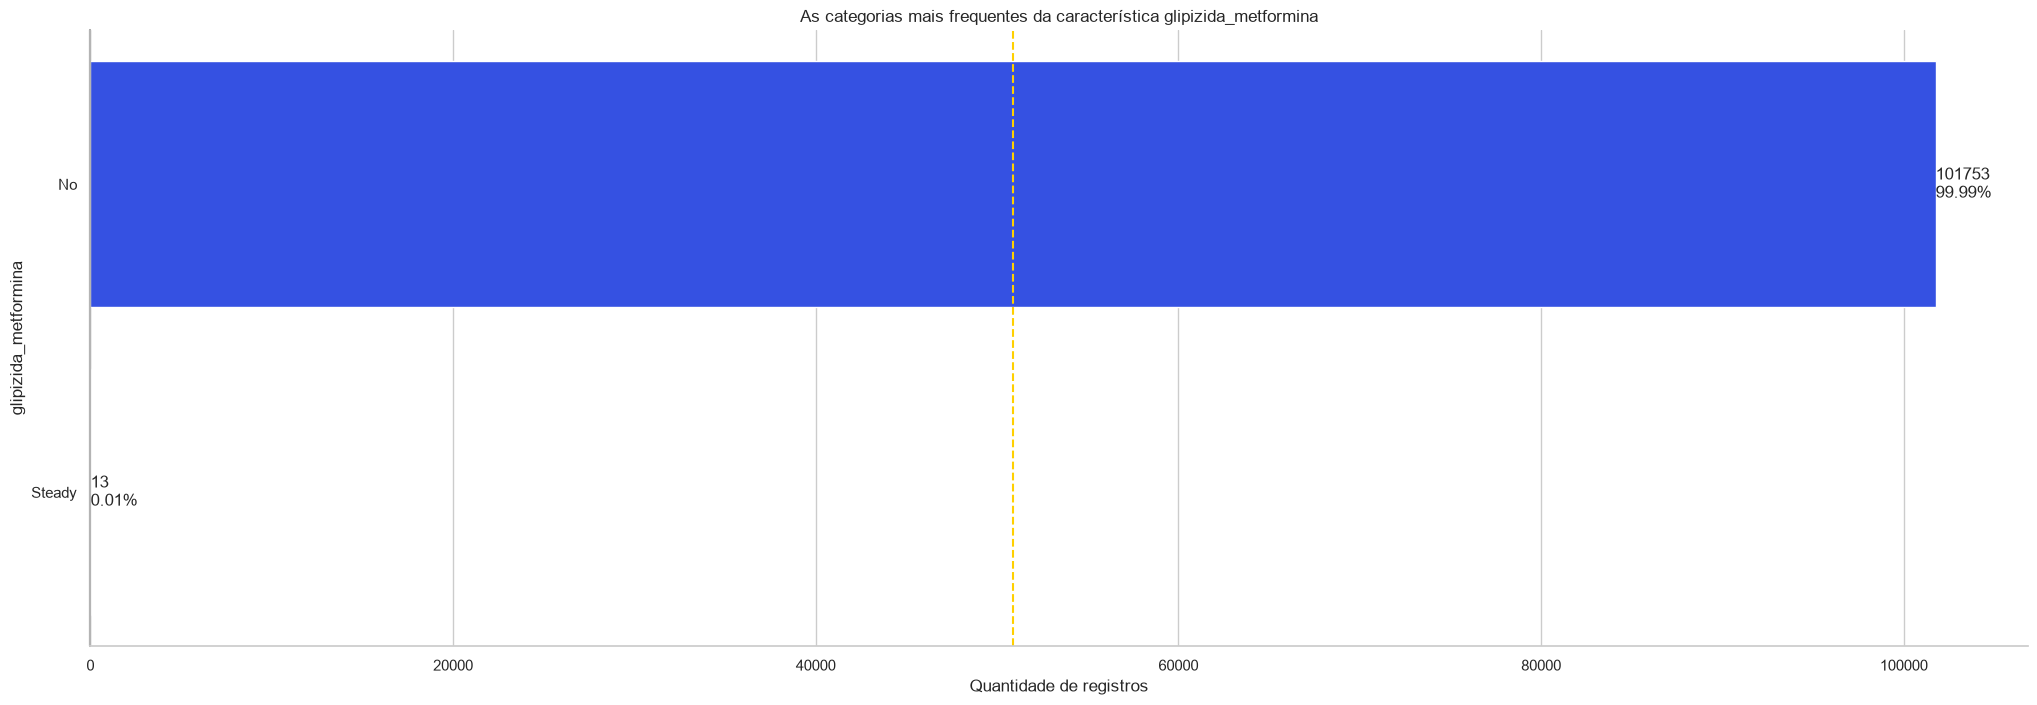 As categorias mais frequentes da característica glipizida_metformina
glipizida_metformina
No
101753
99.99%
Steady
13
0.01%
0
20000
40000
60000
80000
100000
Quantidade de registros